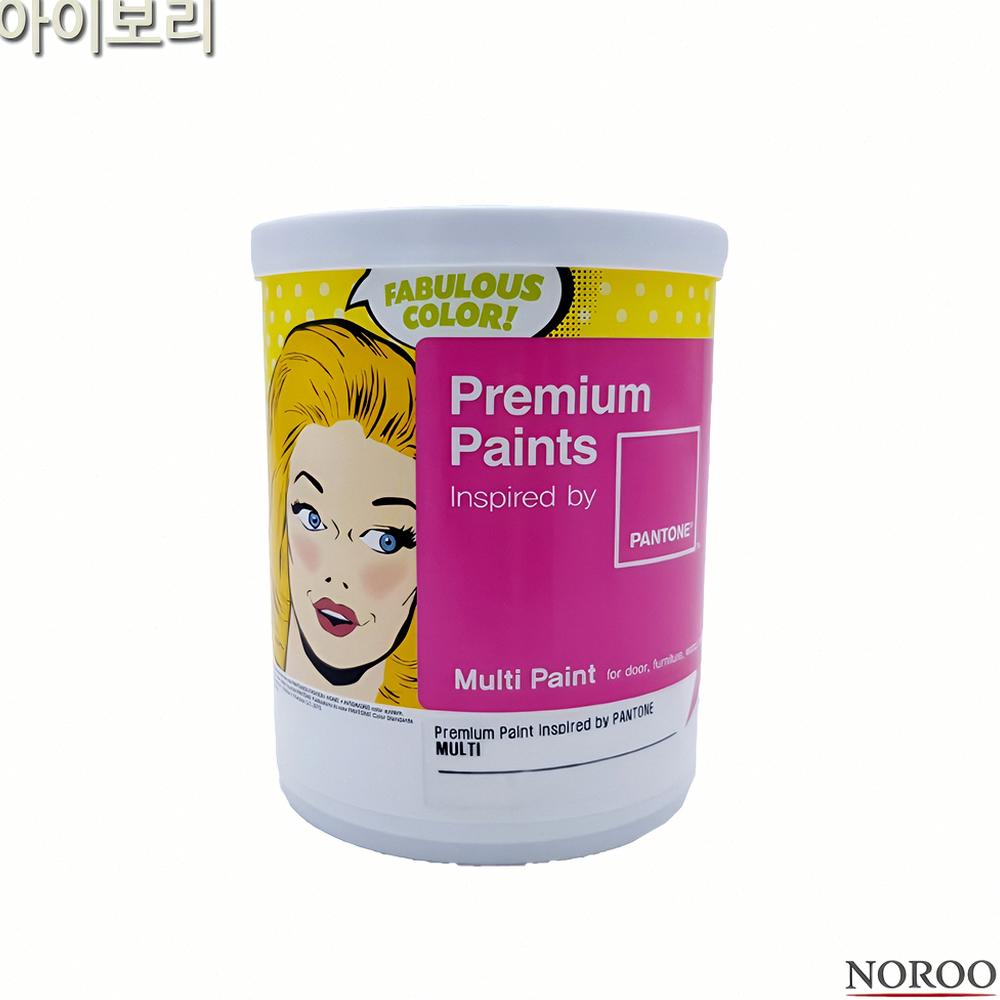 아이보리
FABULOUS
COLOR!
Premium
Paints
Inspired by
PANTONE®
Multi Paint for door, furniture,
Premium Paint Inspired by PANTONE
MULTI
NOROO